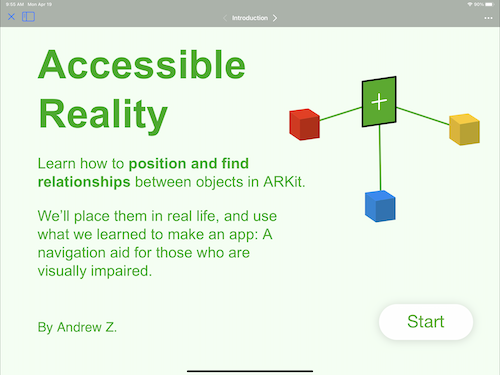 9:55 AM Mon Apr 19
Introduction
Accessible
Reality
Learn how to position and find
relationships between objects in ARKit.
We’ll place them in real life, and use
what we learned to make an app: A
navigation aid for those who are
visually impaired.
By Andrew Z.
Start